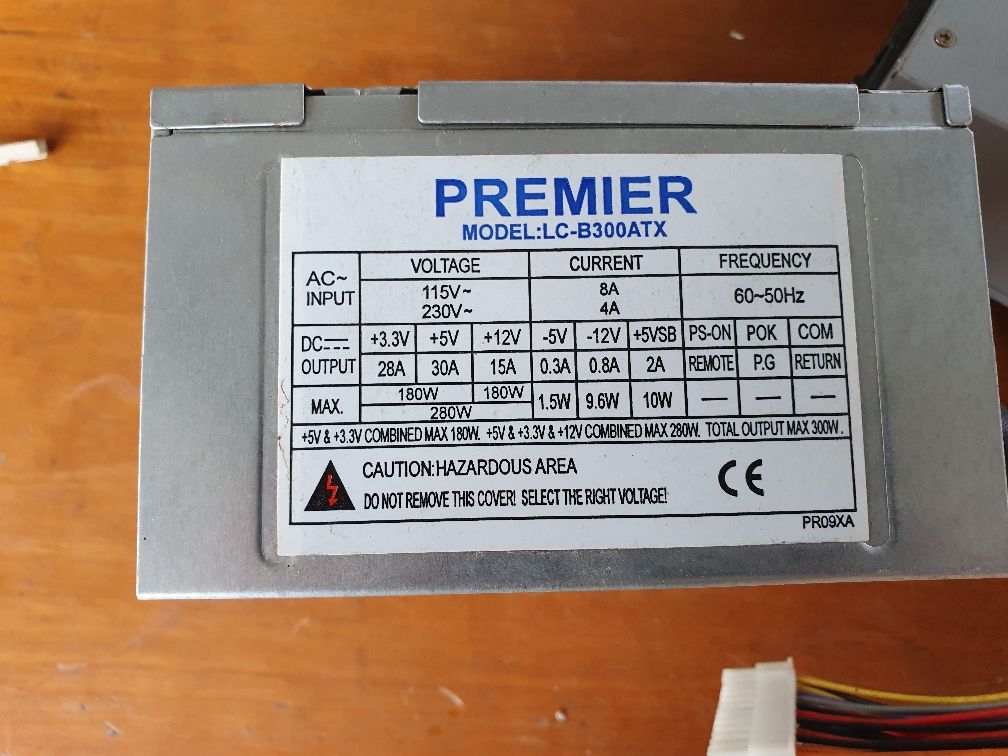 PREMIER
MODEL:LC-B300ATX
AC~ INPUT VOLTAGE CURRENT FREQUENCY
115V~ 8A 60~50Hz
230V~ 4A
DC OUTPUT +3.3V +5V +12V -5V -12V +5VSB PS-ON POK COM
28A 30A 15A 0.3A 0.8A 2A REMOTE P.G RETURN
MAX. 180W 180W 1.5W 9.6W 10W — — —
280W
+5V & +3.3V COMBINED MAX 180W. +5V & +3.3V & +12V COMBINED MAX 280W. TOTAL OUTPUT MAX 300W.
CAUTION:HAZARDOUS AREA
DO NOT REMOVE THIS COVER! SELECT THE RIGHT VOLTAGE!
CE
PR09XA